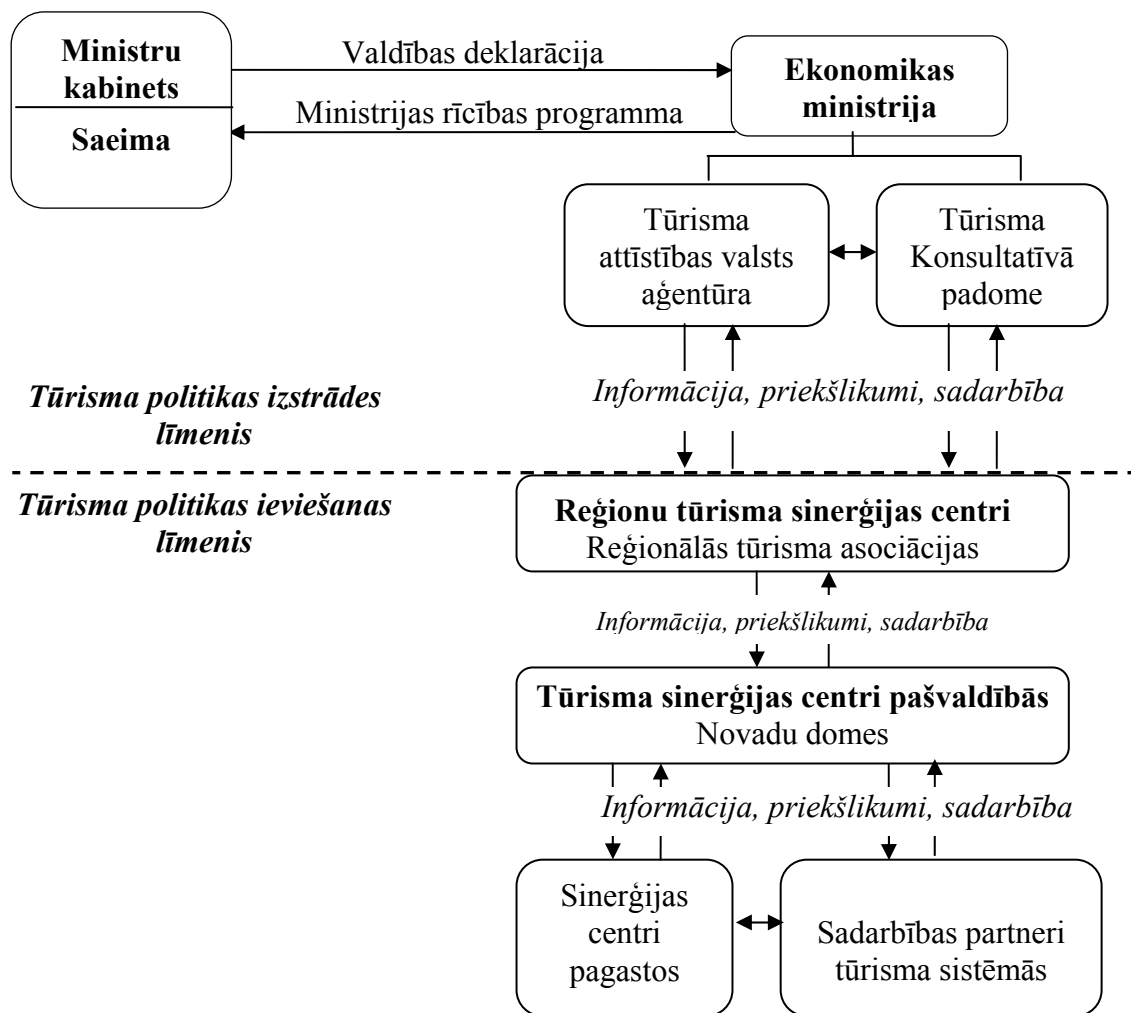 Ministru
kabinets
Saeima
Valdības deklarācija
Ministrijas rīcības programma
Ekonomikas
ministrija
Tūrisma
attīstības valsts
aģentūra
Tūrisma
Konsultatīvā
padome
Tūrisma politikas izstrādes
līmenis
Informācija, priekšlikumi, sadarbība
Tūrisma politikas ieviešanas
līmenis
Reģionu tūrisma sinerģijas centri
Reģionālās tūrisma asociācijas
Informācija, priekšlikumi, sadarbība
Tūrisma sinerģijas centri pašvaldībās
Novadu domes
Informācija, priekšlikumi, sadarbība
Sinerģijas
centri
pagastos
Sadarbības partneri
tūrisma sistēmās